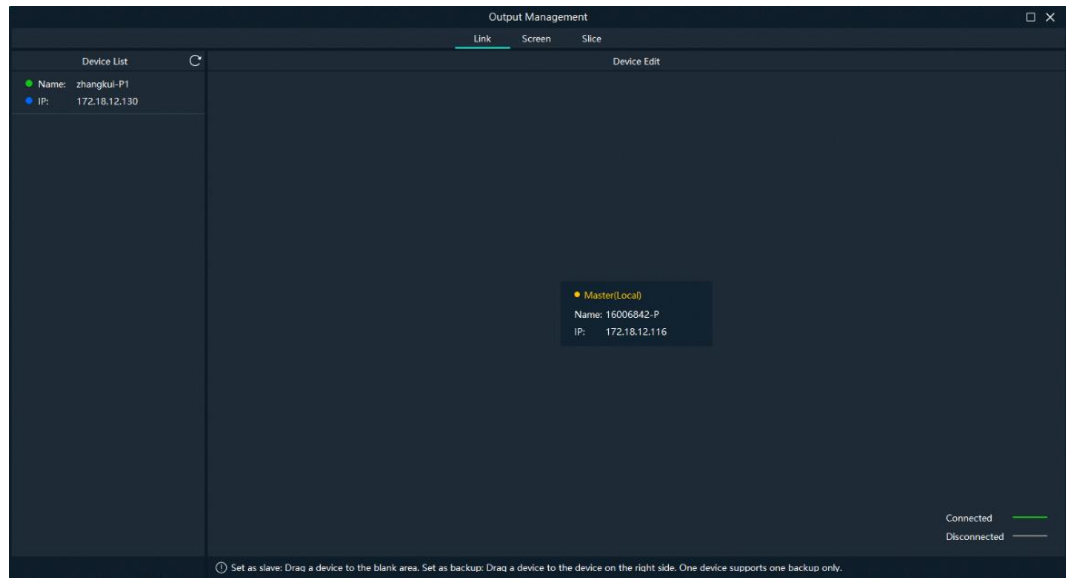 Output Management
Link Screen Slice
Device List
Device Edit
Name: zhangkui-P1
IP: 172.18.12.130
Master(Local)
Name: 16006842-P
IP: 172.18.12.116
Connected
Disconnected
Set as slave: Drag a device to the blank area. Set as backup: Drag a device to the device on the right side. One device supports one backup only.